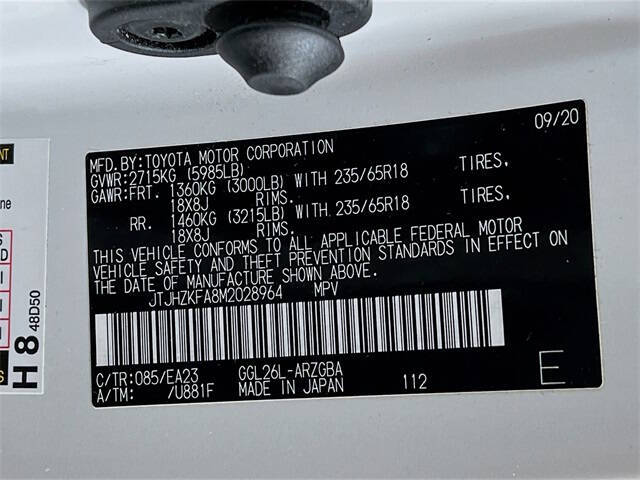 09/20
MFD.BY:TOYOTA MOTOR CORPORATION
GVWR:2715KG (5985LB)
GAWR:FRT. 1360KG (3000LB) WITH 235/65R18 TIRES,
18X8J RIMS.
RR. 1460KG (3215LB) WITH 235/65R18 TIRES,
18X8J RIMS.
THIS VEHICLE CONFORMS TO ALL APPLICABLE FEDERAL MOTOR
VEHICLE SAFETY AND THEFT PREVENTION STANDARDS IN EFFECT ON
THE DATE OF MANUFACTURE SHOWN ABOVE.
JTJHZKFA8M2028964 MPV
C/TR:085/EA23 GGL26L-ARZGBA
A/TM: /U881F MADE IN JAPAN 112 E
NT
ne
S
D
S
H 8
48D50